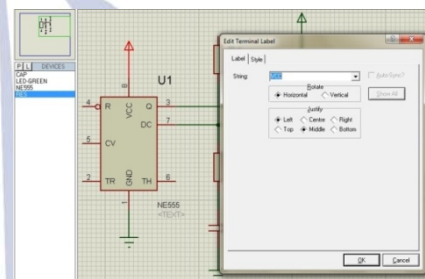 P L DEVICES
CAP
LED-GREEN
NE555
RES
U1
8
4
R
VCC
Q
3
DC
7
5
CV
2
TR
GND
TH
6
1
NE555
<TEXT>
Edit Terminal Label
Label
Style
String:
VCC
Auto-Sync?
Rotate
Horizontal
Vertical
Show All
Justify
Left
Centre
Right
Top
Middle
Bottom
OK
Cancel